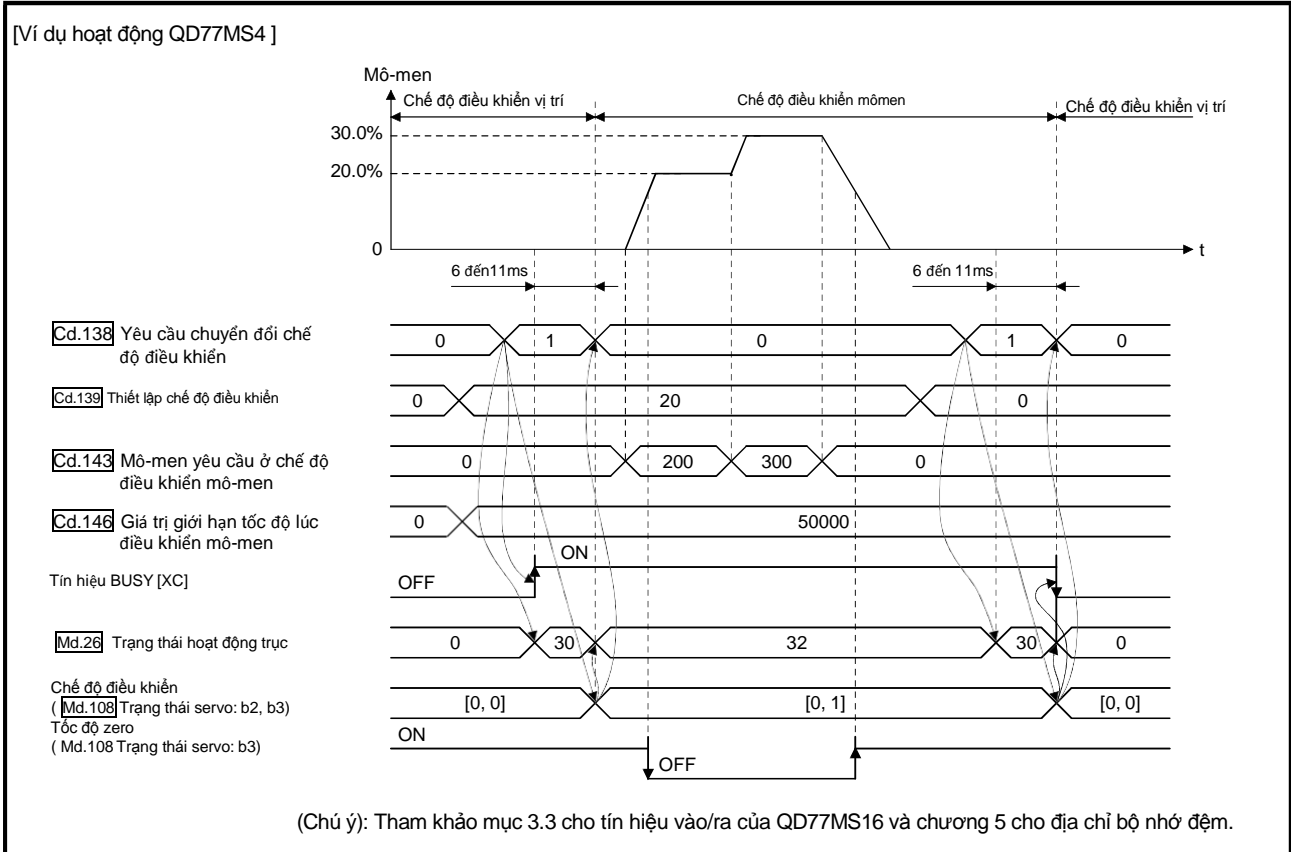 [Ví dụ hoạt động QD77MS4 ]
Mô-men
Chế độ điều khiển vị trí
Chế độ điều khiển mômen
Chế độ điều khiển vị trí
30.0%
20.0%
0
t
6 đến11ms
6 đến 11ms
Cd.138 Yêu cầu chuyển đổi chế
độ điều khiển
0 1 0 1 0
Cd.139 Thiết lập chế độ điều khiển
0 20 0
Cd.143 Mô-men yêu cầu ở chế độ
điều khiển mô-men
0 200 300 0
Cd.146 Giá trị giới hạn tốc độ lúc
điều khiển mô-men
0 50000
ON
Tín hiệu BUSY [XC]
OFF
Md.26 Trạng thái hoạt động trục
0 30 32 30 0
Chế độ điều khiển
( Md.108 Trạng thái servo: b2, b3)
[0, 0] [0, 1] [0, 0]
Tốc độ zero
( Md.108 Trạng thái servo: b3)
ON
OFF
(Chú ý): Tham khảo mục 3.3 cho tín hiệu vào/ra của QD77MS16 và chương 5 cho địa chỉ bộ nhớ đệm.